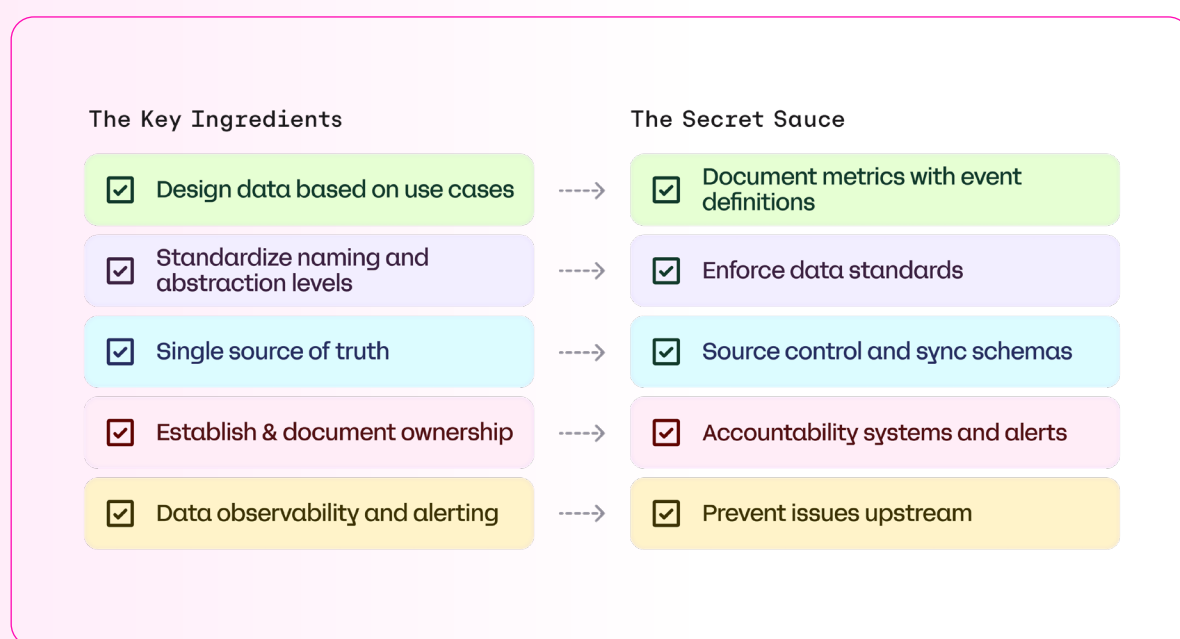 The Key Ingredients
The Secret Sauce
Design data based on use cases
Document metrics with event
definitions
Standardize naming and
abstraction levels
Enforce data standards
Single source of truth
Source control and sync schemas
Establish & document ownership
Accountability systems and alerts
Data observability and alerting
Prevent issues upstream